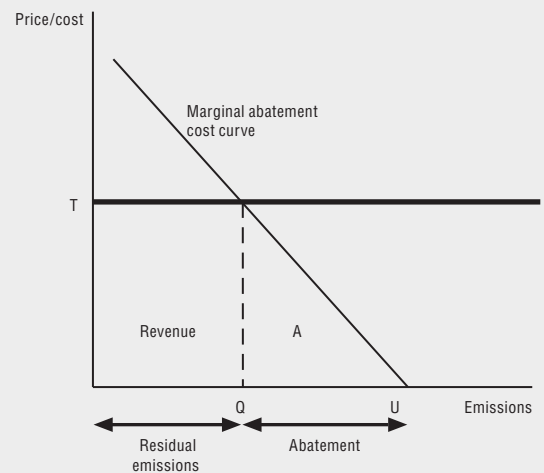 Price/cost
Marginal abatement
cost curve
T
Revenue
A
Q
U
Emissions
Residual
emissions
Abatement